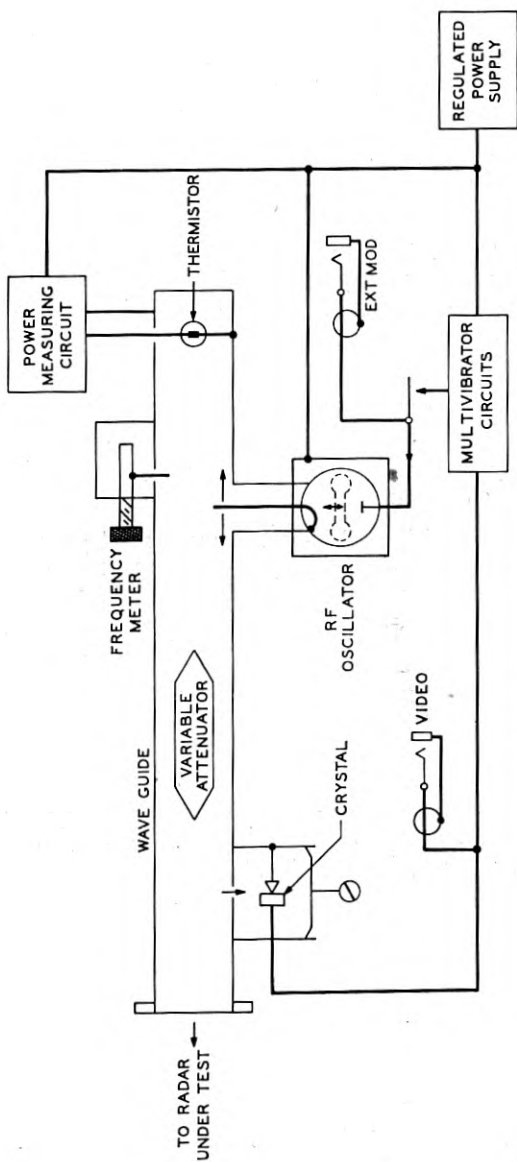 POWER
MEASURING
CIRCUIT
THERMISTOR
FREQUENCY
METER
WAVE GUIDE
VARIABLE
ATTENUATOR
TO RADAR
UNDER TEST
CRYSTAL
RF
OSCILLATOR
EXT MOD
VIDEO
MULTIVIBRATOR
CIRCUITS
REGULATED
POWER
SUPPLY